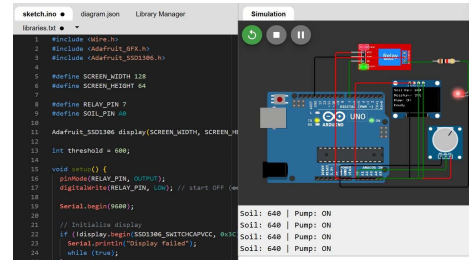 sketch.ino ● diagram.json Library Manager
libraries.txt ●
1 #include <Wire.h>
2 #include <Adafruit_GFX.h>
3 #include <Adafruit_SSD1306.h>
4
5 #define SCREEN_WIDTH 128
6 #define SCREEN_HEIGHT 64
7
8 #define RELAY_PIN 7
9 #define SOIL_PIN A0
10
11 Adafruit_SSD1306 display(SCREEN_WIDTH, SCREEN_HE
12
13 int threshold = 600;
14
15 void setup() {
16 pinMode(RELAY_PIN, OUTPUT);
17 digitalWrite(RELAY_PIN, LOW); // start OFF
18
19 Serial.begin(9600);
20
21 // Initialize display
22 if (!display.begin(SSD1306_SWITCHCAPVCC, 0x3C
23 Serial.println("Display failed");
24 while (true);
Simulation
Relay
UNO
ARDUINO
Soil: 640 | Pump: ON
Soil: 640 | Pump: ON
Soil: 640 | Pump: ON